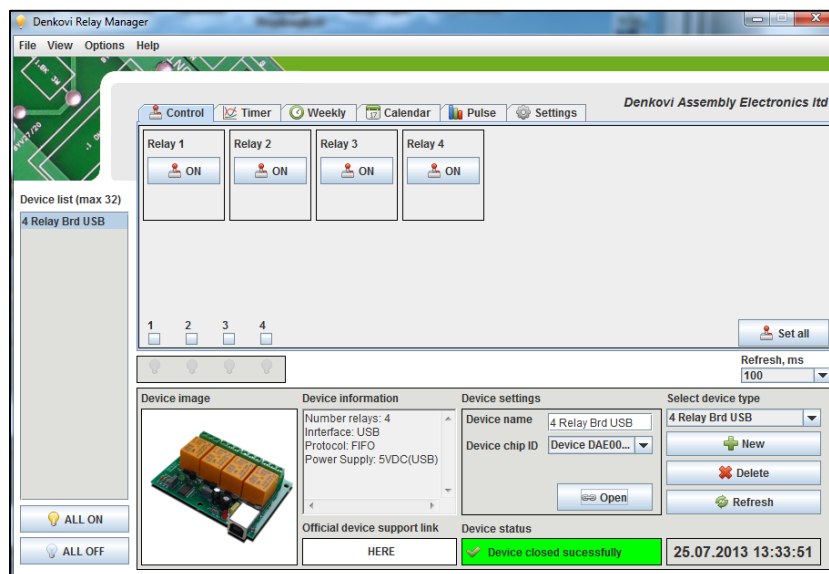 Denkovi Relay Manager
File View Options Help
Denkovi Assembly Electronics ltd
Control Timer Weekly Calendar Pulse Settings
Relay 1 Relay 2 Relay 3 Relay 4
ON ON ON ON
Device list (max 32)
4 Relay Brd USB
1 2 3 4
Set all
Refresh, ms
100
Device image
Device information
Number relays: 4
Inrterface: USB
Protocol: FIFO
Power Supply: 5VDC(USB)
Official device support link
HERE
Device settings
Device name 4 Relay Brd USB
Device chip ID Device DAE00...
Open
Device status
Device closed sucessfully
Select device type
4 Relay Brd USB
New
Delete
Refresh
25.07.2013 13:33:51
ALL ON
ALL OFF